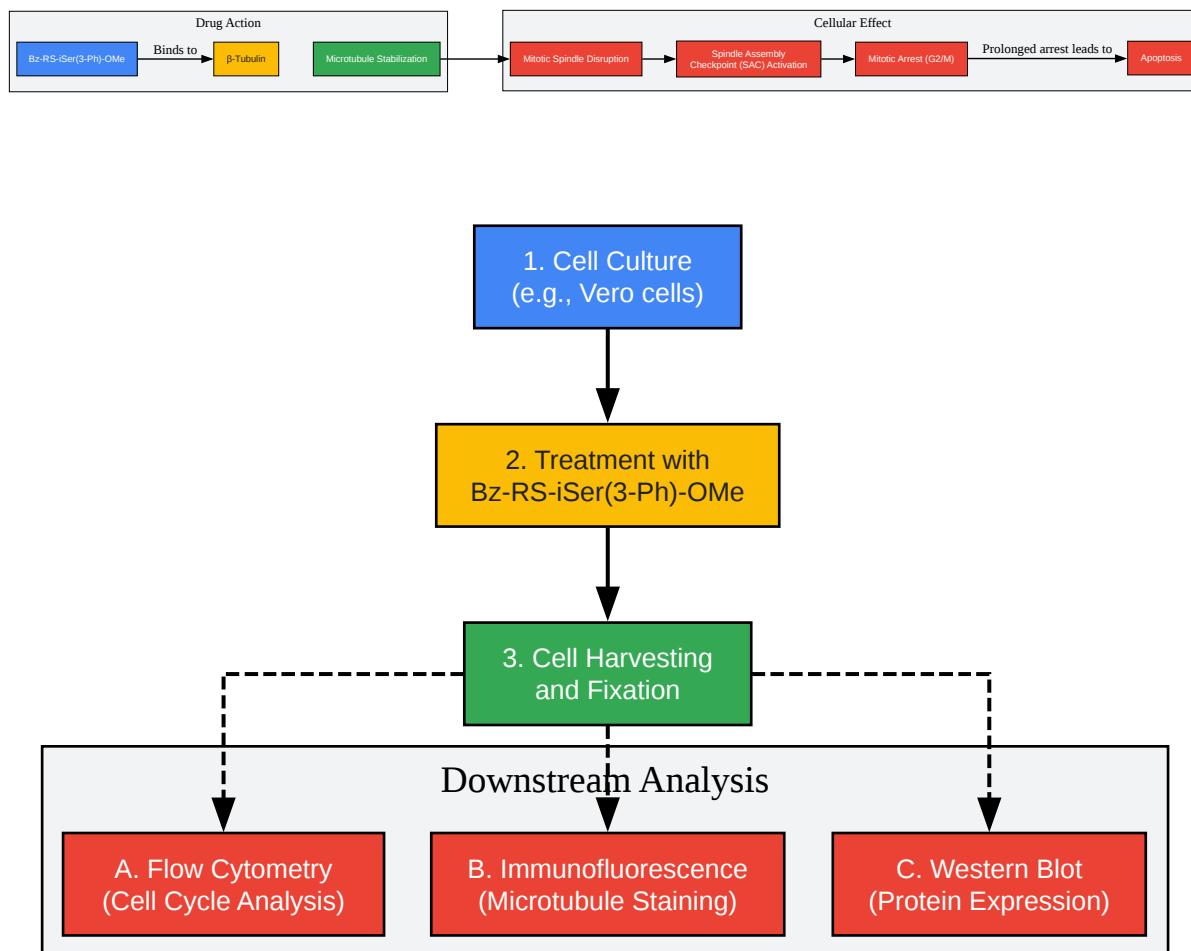 Drug Action
Cellular Effect
Bz-RS-iSer(3-Ph)-OMe
Binds to
β-Tubulin
Microtubule Stabilization
Mitotic Spindle Disruption
Spindle Assembly
Checkpoint (SAC) Activation
Mitotic Arrest (G2/M)
Prolonged arrest leads to
Apoptosis
1. Cell Culture
(e.g., Vero cells)
2. Treatment with
Bz-RS-iSer(3-Ph)-OMe
3. Cell Harvesting
and Fixation
Downstream Analysis
A. Flow Cytometry
(Cell Cycle Analysis)
B. Immunofluorescence
(Microtubule Staining)
C. Western Blot
(Protein Expression)